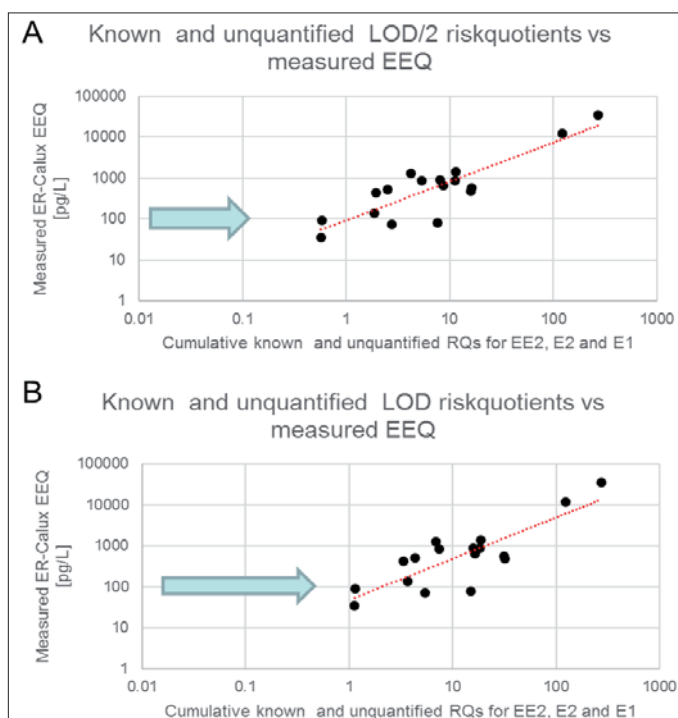 A
Known and unquantified LOD/2 riskquotients vs
measured EEQ
Measured ER-Calux EEQ
[pg/L]
100000
10000
1000
100
10
1
0.01 0.1 1 10 100 1000
Cumulative known and unquantified RQs for EE2, E2 and E1
B
Known and unquantified LOD riskquotients vs
measured EEQ
Measured ER-Calux EEQ
[pg/L]
100000
10000
1000
100
10
1
0.01 0.1 1 10 100 1000
Cumulative known and unquantified RQs for EE2, E2 and E1